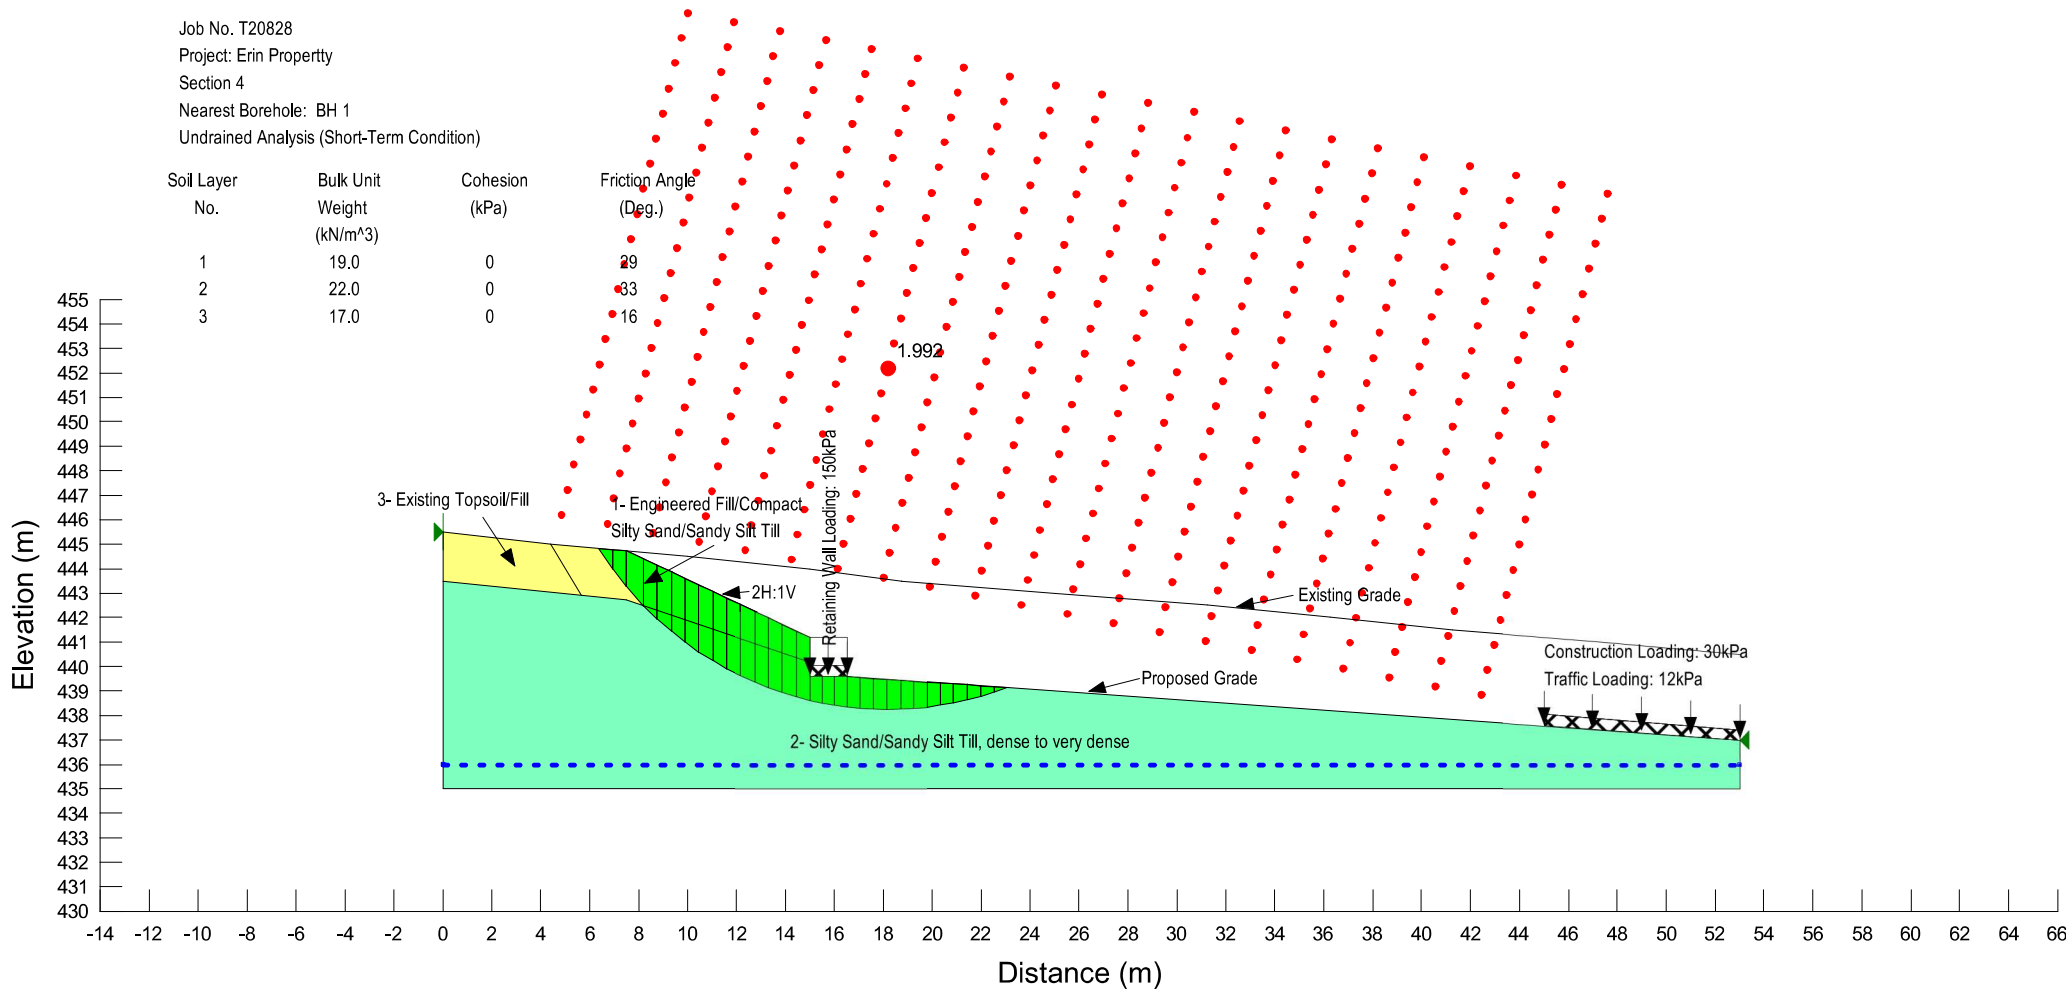 Job No. T20828
Project: Erin Propertty
Section 4
Nearest Borehole: BH 1
Undrained Analysis (Short-Term Condition)
Soil Layer Bulk Unit Cohesion Friction Angle
No. Weight (kPa) (Deg.)
(kN/m^3)
1 19.0 0 29
2 22.0 0 33
3 17.0 0 16
1.992
Retaining Wall Loading: 150kPa
3- Existing Topsoil/Fill
1- Engineered Fill/Compact
Silty Sand/Sandy Silt Till
2H:1V
Existing Grade
Construction Loading: 30kPa
Traffic Loading: 12kPa
Proposed Grade
2- Silty Sand/Sandy Silt Till, dense to very dense
Elevation (m)
455
454
453
452
451
450
449
448
447
446
445
444
443
442
441
440
439
438
437
436
435
434
433
432
431
430
-14 -12 -10 -8 -6 -4 -2 0 2 4 6 8 10 12 14 16 18 20 22 24 26 28 30 32 34 36 38 40 42 44 46 48 50 52 54 56 58 60 62 64 66
Distance (m)